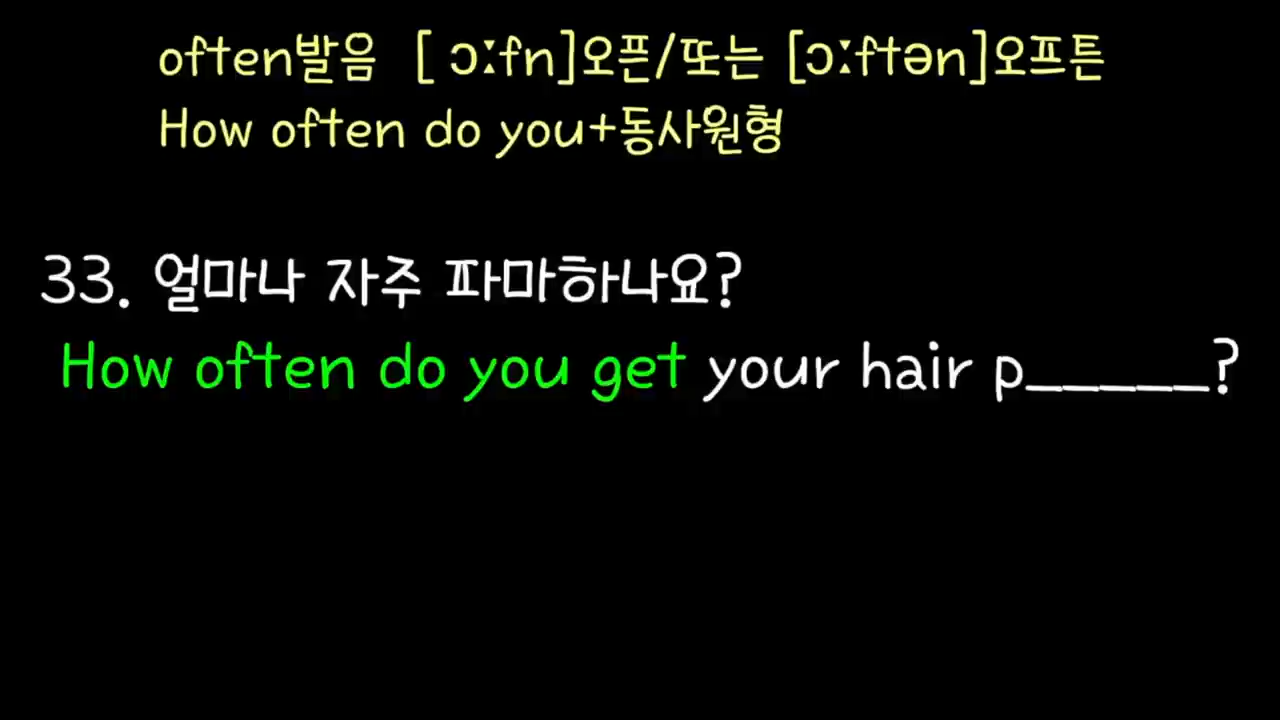 often발음 [ ɔːfn]오픈/또는 [ɔːftən]오프튼
How often do you+동사원형
33. 얼마나 자주 파마하나요?
How often do you get your hair p_____?